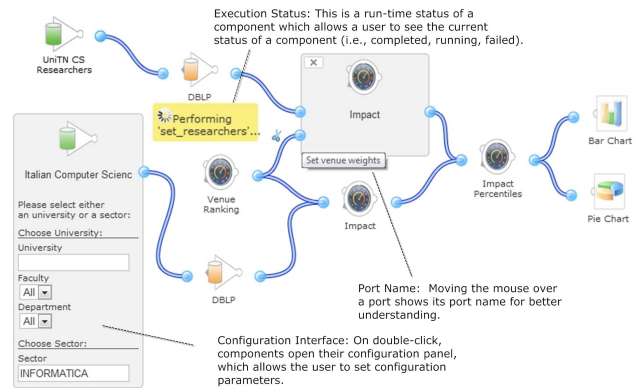 Execution Status: This is a run-time status of a
component which allows a user to see the current
status of a component (i.e., completed, running, failed).
UniTN CS
Researchers
DBLP
Performing
'set_researchers'...
Impact
Set venue weights
Bar Chart
Italian Computer Scienc
Please select either
an university or a sector:
Choose University:
University
Faculty
All
Department
All
Choose Sector:
Sector
INFORMATICA
Venue
Ranking
Impact
Impact
Percentiles
Pie Chart
DBLP
Port Name: Moving the mouse over
a port shows its port name for better
understanding.
Configuration Interface: On double-click,
components open their configuration panel,
which allows the user to set configuration
parameters.